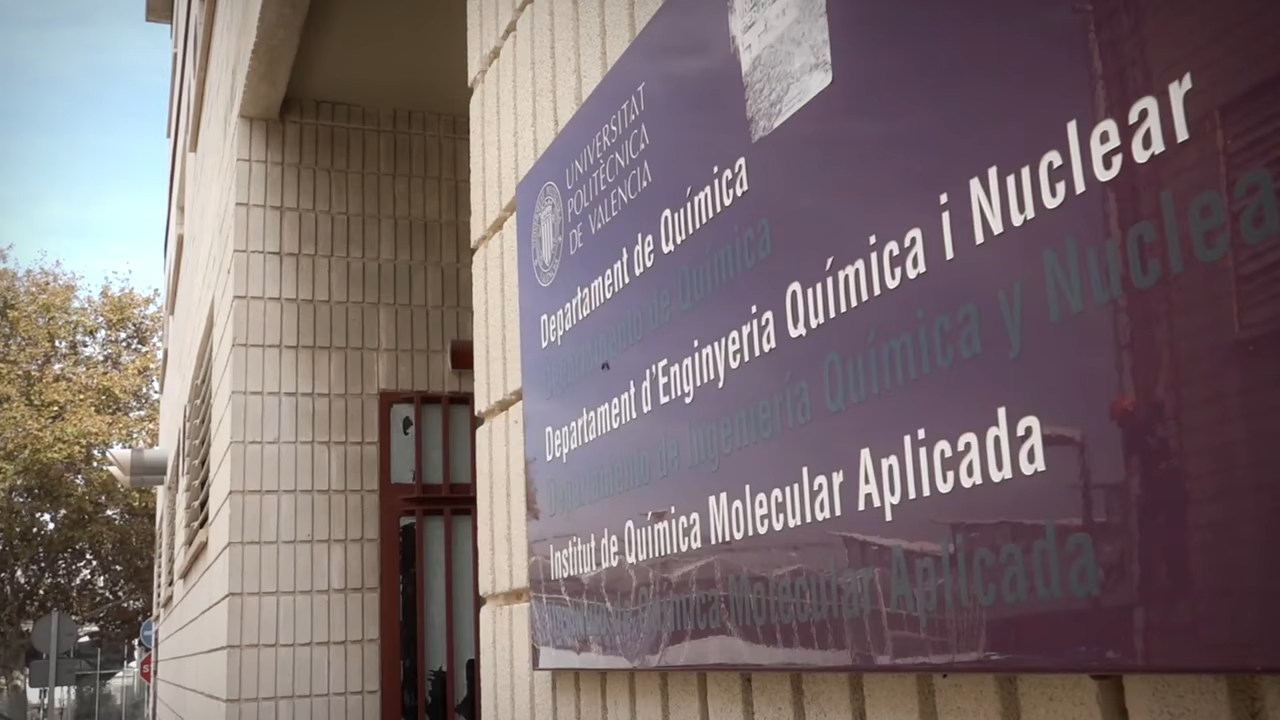 UNIVERSITAT
POLITÈCNICA
DE VALÈNCIA
Departament de Química
Departamento de Química
Departament d'Enginyeria Química i Nuclear
Departamento de Ingeniería Química y Nuclear
Institut de Química Molecular Aplicada
Química Molecular Aplicada